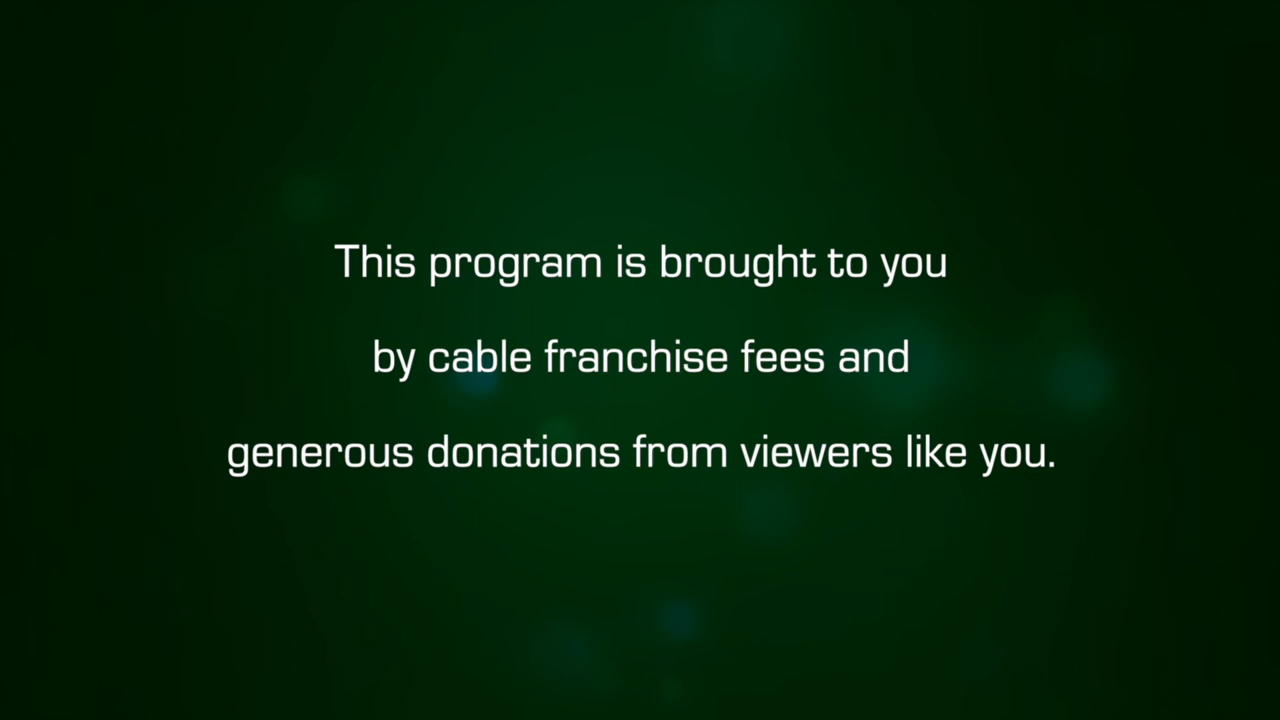 This program is brought to you
by cable franchise fees and
generous donations from viewers like you.